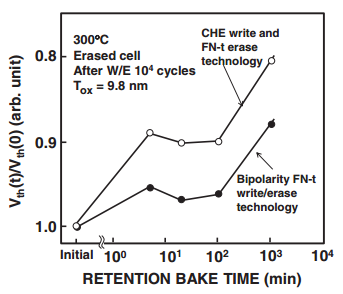 300ºC
Erased cell
After W/E 10⁴ cycles
Tox = 9.8 nm
CHE write and
FN-t erase
technology
Bipolarity FN-t
write/erase
technology
Vth(t)/Vth(0) (arb. unit)
0.8
0.9
1.0
Initial 10⁰ 10¹ 10² 10³ 10⁴
RETENTION BAKE TIME (min)